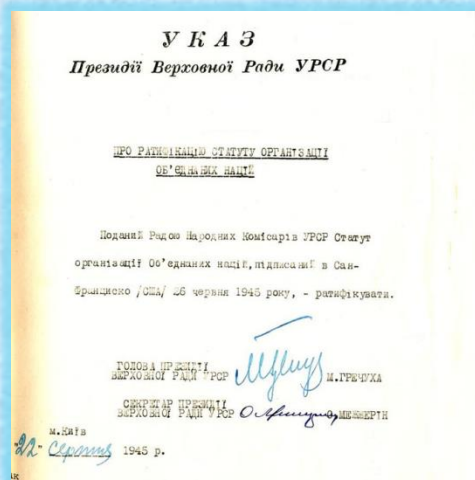 УКАЗ
Президії Верховної Ради УРСР
ПРО РАТИФІКАЦІЮ СТАТУТУ ОРГАНІЗАЦІЇ
ОБ'ЄДНАНИХ НАЦІЙ
Поданий Радою Народних Комісарів УРСР Статут
організації Об'єднаних націй, підписаний в Сан-
Франциско /США/ 26 червня 1945 року, - ратифікувати.
ГОЛОВА ПРЕЗИДІЇ
ВЕРХОВНОЇ РАДИ УРСР М.ГРЕЧУХА
СЕКРЕТАР ПРЕЗИДІЇ
ВЕРХОВНОЇ РАДИ УРСР МЕЖЖЕРІН
м.Київ
"22" Серпня 1945 р.